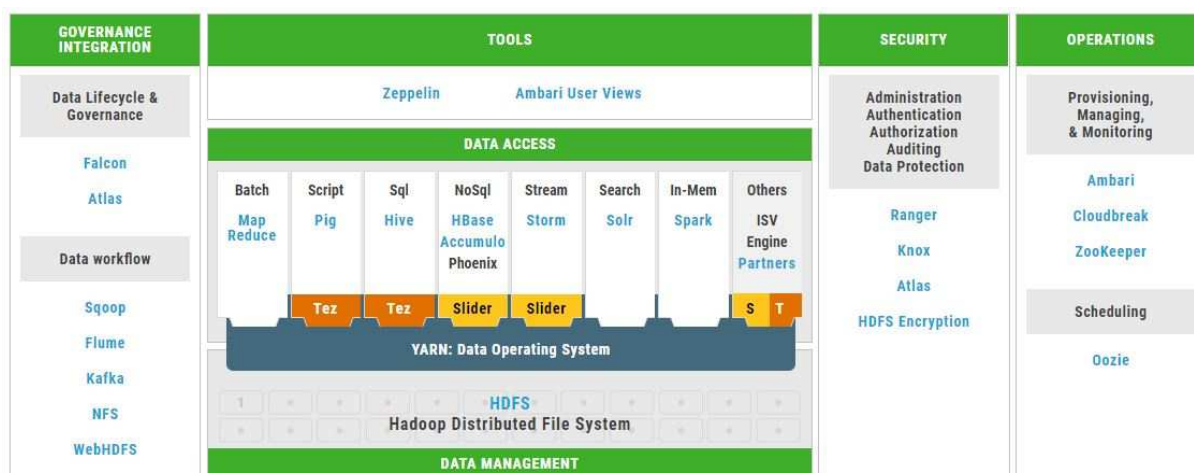 GOVERNANCE
INTEGRATION
Data Lifecycle &
Governance
Falcon
Atlas
Data workflow
Sqoop
Flume
Kafka
NFS
WebHDFS
TOOLS
Zeppelin
Ambari User Views
DATA ACCESS
Batch
Map
Reduce
Script
Pig
Tez
Sql
Hive
Tez
NoSql
HBase
Accumulo
Phoenix
Slider
Stream
Storm
Slider
Search
Solr
In-Mem
Spark
Others
ISV
Engine
Partners
S
T
YARN: Data Operating System
1
HDFS
Hadoop Distributed File System
DATA MANAGEMENT
SECURITY
Administration
Authentication
Authorization
Auditing
Data Protection
Ranger
Knox
Atlas
HDFS Encryption
OPERATIONS
Provisioning,
Managing,
& Monitoring
Ambari
Cloudbreak
ZooKeeper
Scheduling
Oozie